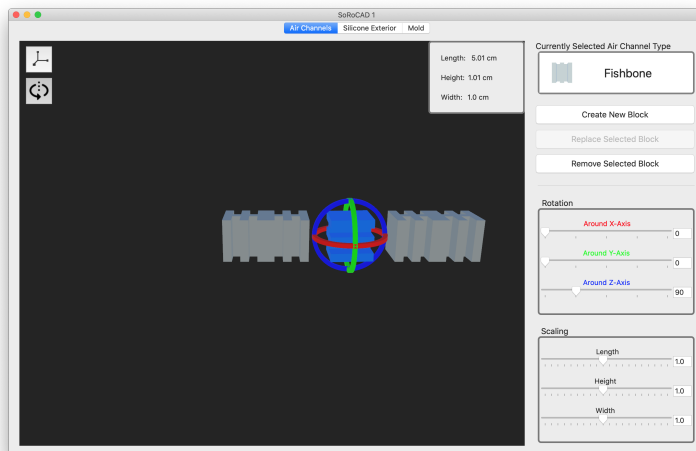 SoRoCAD 1
Air Channels Silicone Exterior Mold
Length: 5.01 cm
Height: 1.01 cm
Width: 1.0 cm
Currently Selected Air Channel Type
Fishbone
Create New Block
Replace Selected Block
Remove Selected Block
Rotation
Around X-Axis
0
Around Y-Axis
0
Around Z-Axis
90
Scaling
Length
1.0
Height
1.0
Width
1.0